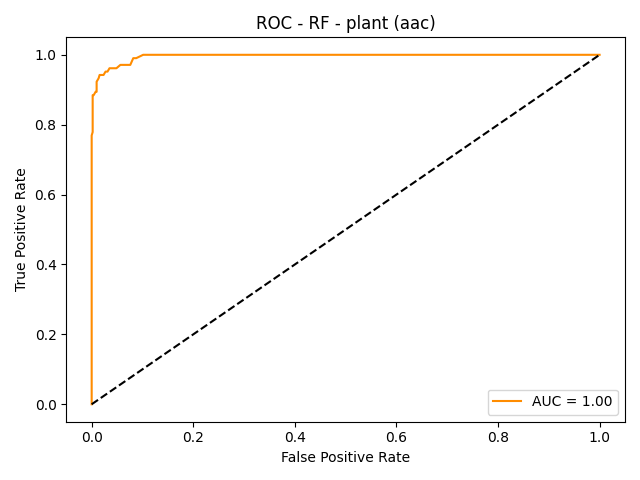 ROC - RF - plant (aac)
True Positive Rate
1.0
0.8
0.6
0.4
0.2
0.0
0.0 0.2 0.4 0.6 0.8 1.0
False Positive Rate
AUC = 1.00